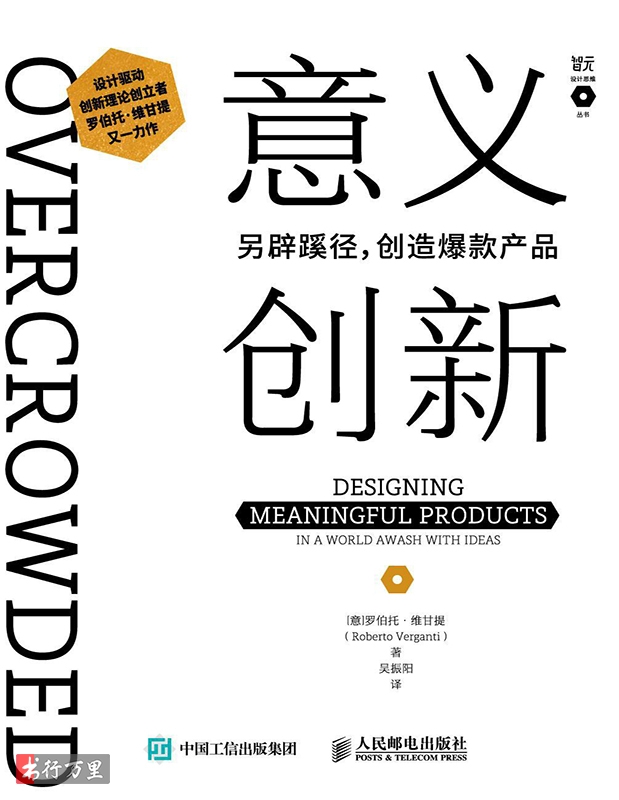 OVERCROWDED
设计驱动
创新理论创立者
罗伯托·维甘提
又一力作
智元
设计思维
丛书
意义
另辟蹊径，创造爆款产品
创新
DESIGNING
MEANINGFUL PRODUCTS
IN A WORLD AWASH WITH IDEAS
[意]罗伯托·维甘提
(Roberto Verganti)
著
吴振阳
译
中国工信出版集团
人民邮电出版社
POSTS & TELECOM PRESS
书行万里